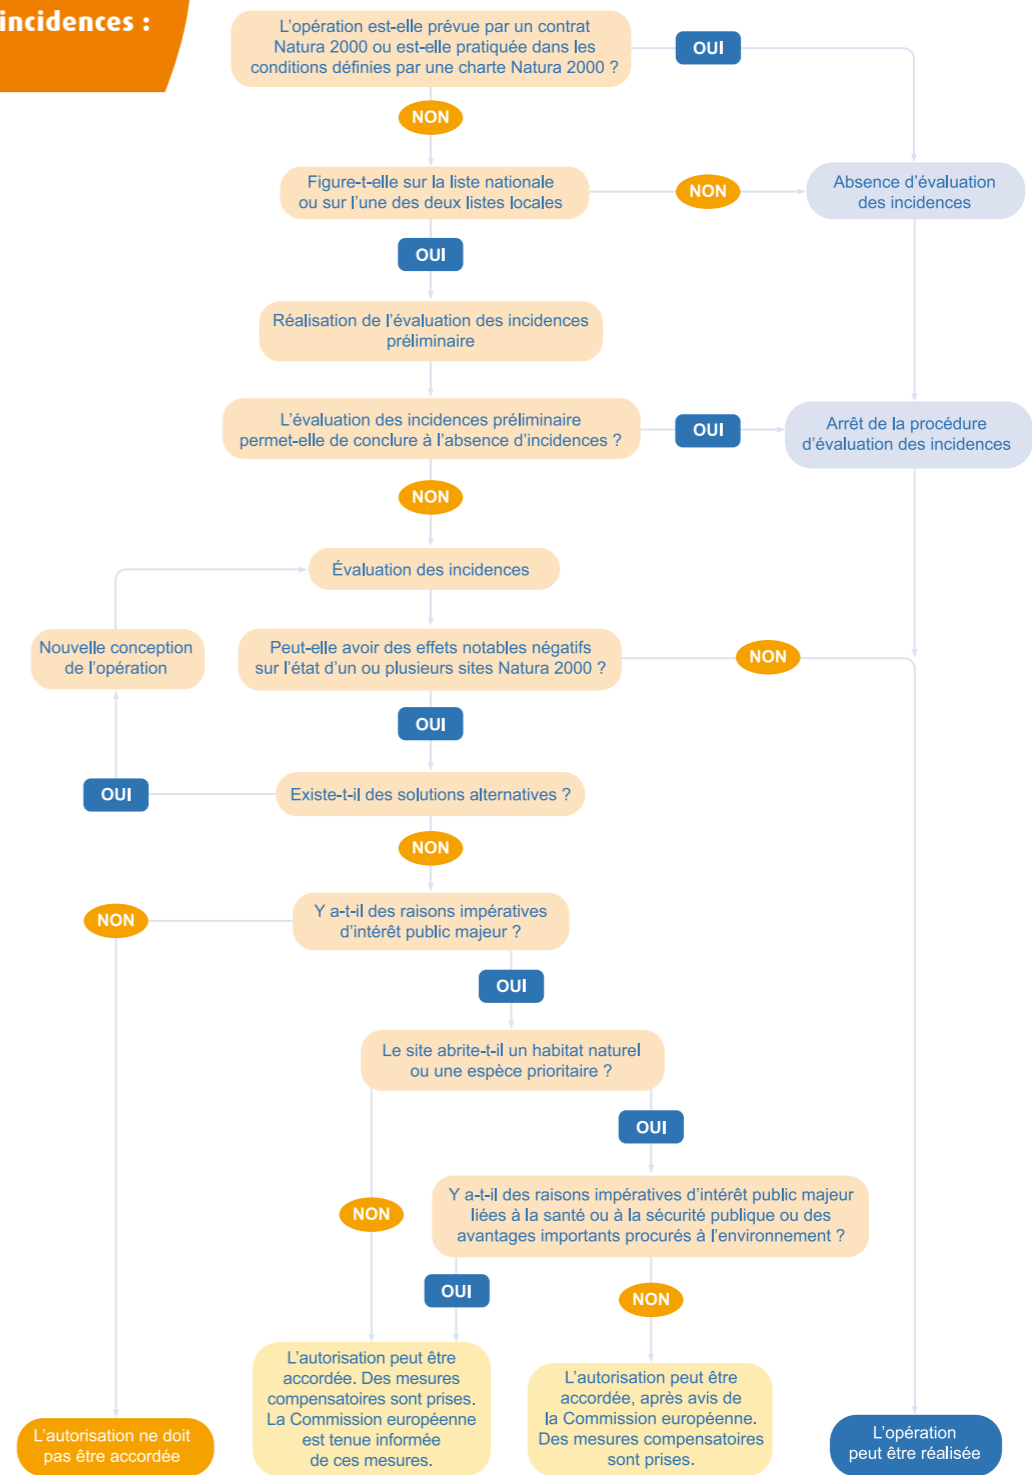 incidences :
L'opération est-elle prévue par un contrat
Natura 2000 ou est-elle pratiquée dans les
conditions définies par une charte Natura 2000 ?
OUI
NON
Figure-t-elle sur la liste nationale
ou sur l'une des deux listes locales
NON
Absence d'évaluation
des incidences
OUI
Réalisation de l'évaluation des incidences
préliminaire
L'évaluation des incidences préliminaire
permet-elle de conclure à l'absence d'incidences ?
OUI
Arrêt de la procédure
d'évaluation des incidences
NON
Évaluation des incidences
Nouvelle conception
de l'opération
Peut-elle avoir des effets notables négatifs
sur l'état d'un ou plusieurs sites Natura 2000 ?
NON
OUI
OUI
Existe-t-il des solutions alternatives ?
NON
NON
Y a-t-il des raisons impératives
d'intérêt public majeur ?
OUI
Le site abrite-t-il un habitat naturel
ou une espèce prioritaire ?
OUI
NON
Y a-t-il des raisons impératives d'intérêt public majeur
liées à la santé ou à la sécurité publique ou des
avantages importants procurés à l'environnement ?
OUI
NON
L'autorisation peut être
accordée. Des mesures
compensatoires sont prises.
La Commission européenne
est tenue informée
de ces mesures.
L'autorisation peut être
accordée, après avis de
la Commission européenne.
Des mesures compensatoires
sont prises.
L'autorisation ne doit
pas être accordée
L'opération
peut être réalisée